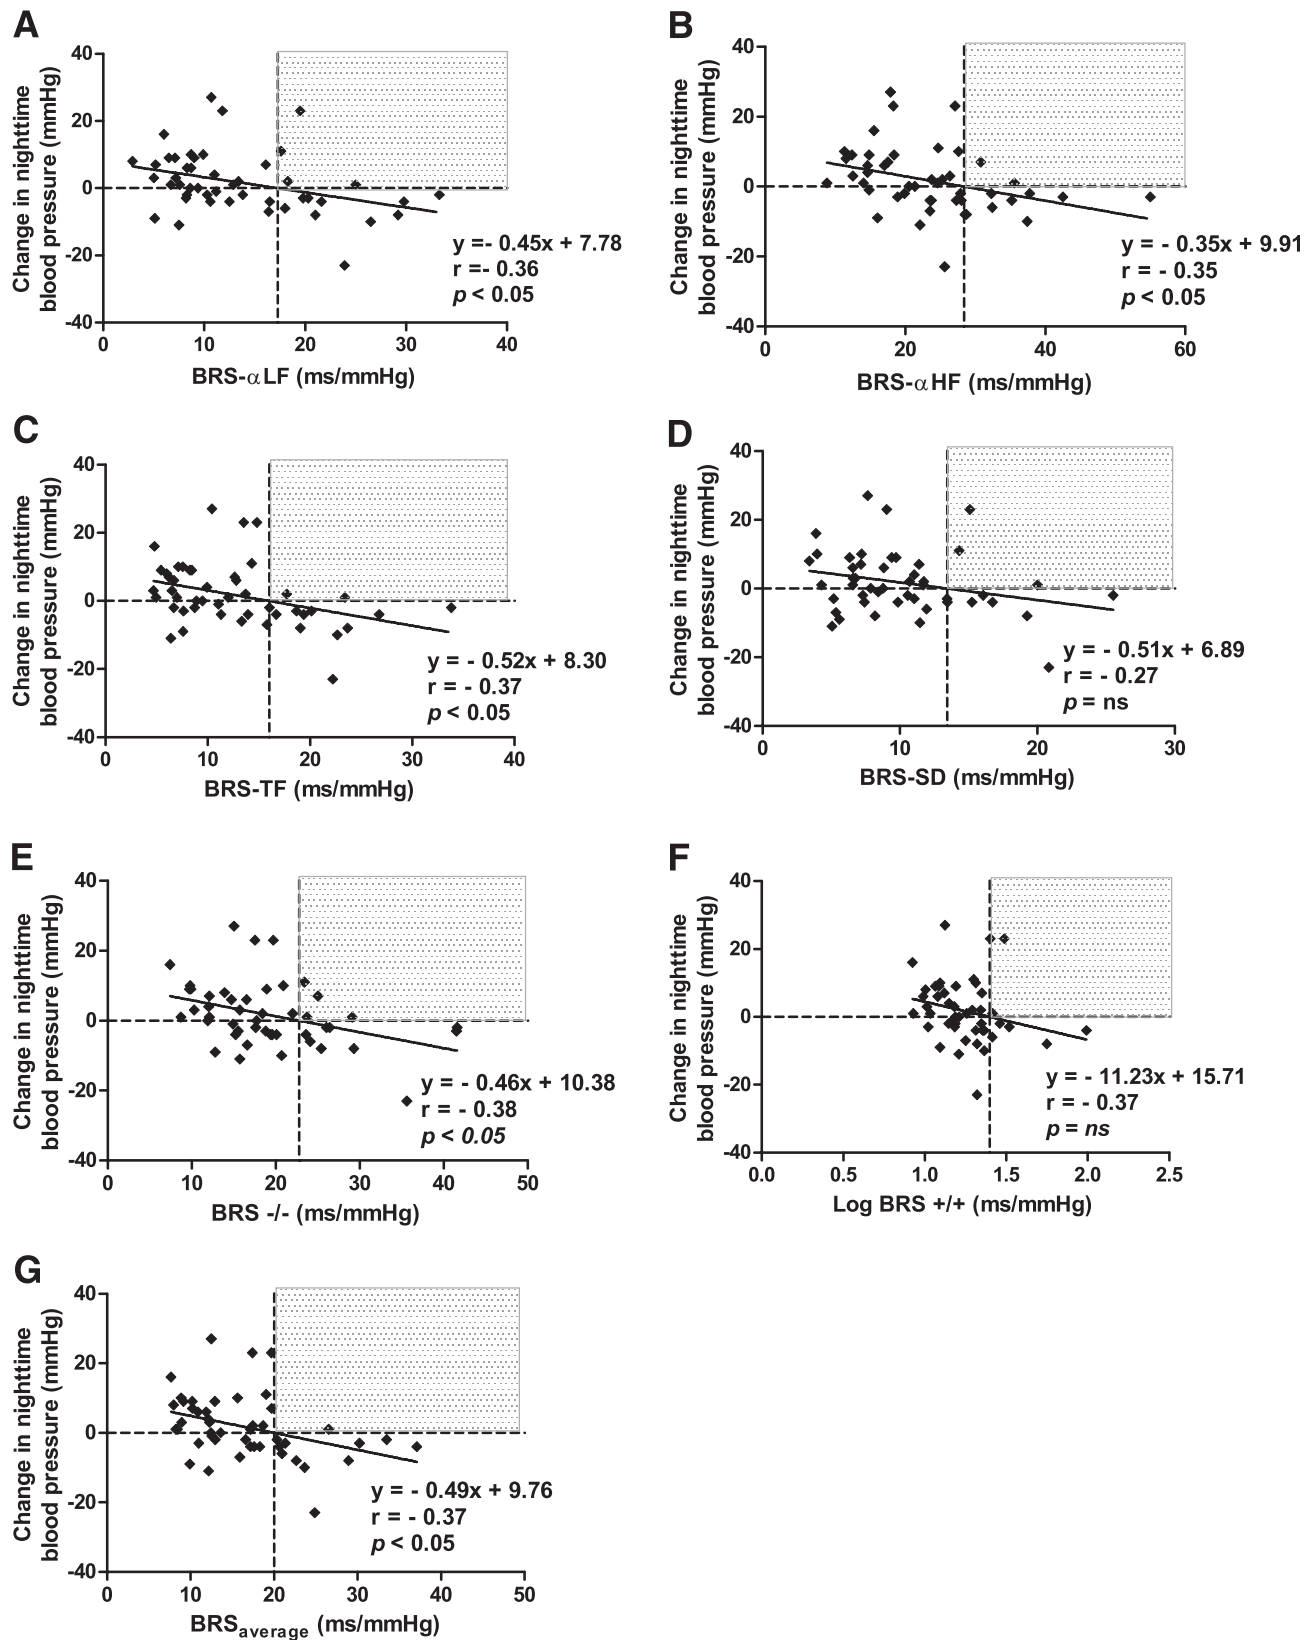 A
Change in nighttime
blood pressure (mmHg)
40
20
0
-20
-40
0 10 20 30 40
BRS-αLF (ms/mmHg)
y =- 0.45x + 7.78
r =- 0.36
p < 0.05
B
Change in nighttime
blood pressure (mmHg)
40
20
0
-20
-40
0 20 40 60
BRS-αHF (ms/mmHg)
y = - 0.35x + 9.91
r = - 0.35
p < 0.05
C
Change in nighttime
blood pressure (mmHg)
40
20
0
-20
-40
0 10 20 30 40
BRS-TF (ms/mmHg)
y = - 0.52x + 8.30
r = - 0.37
p < 0.05
D
Change in nighttime
blood pressure (mmHg)
40
20
0
-20
-40
0 10 20 30
BRS-SD (ms/mmHg)
y = - 0.51x + 6.89
r = - 0.27
p = ns
E
Change in nighttime
blood pressure (mmHg)
40
20
0
-20
-40
0 10 20 30 40 50
BRS -/- (ms/mmHg)
y = - 0.46x + 10.38
r = - 0.38
p < 0.05
F
Change in nighttime
blood pressure (mmHg)
40
20
0
-20
-40
0.0 0.5 1.0 1.5 2.0 2.5
Log BRS +/+ (ms/mmHg)
y = - 11.23x + 15.71
r = - 0.37
p = ns
G
Change in nighttime
blood pressure (mmHg)
40
20
0
-20
-40
0 10 20 30 40 50
BRSaverage (ms/mmHg)
y = - 0.49x + 9.76
r = - 0.37
p < 0.05